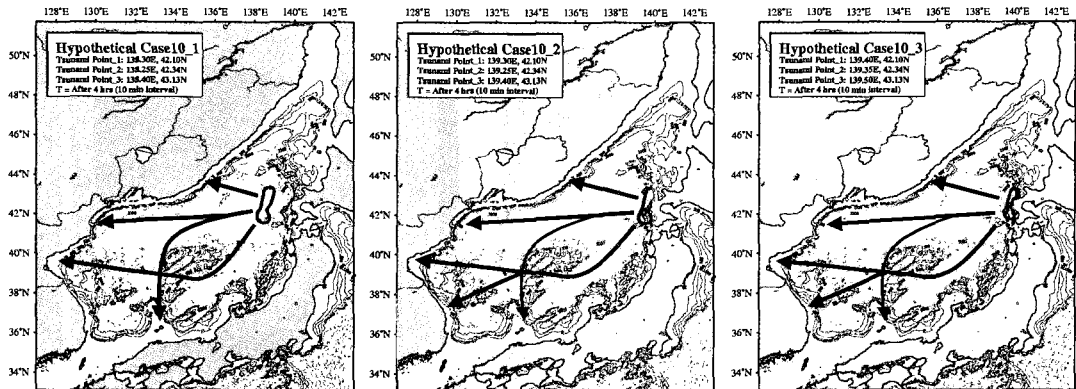 128°E 130°E 132°E 134°E 136°E 138°E 140°E 142°E
52°N
50°N
48°N
46°N
44°N
42°N
40°N
38°N
36°N
34°N
Hypothetical Case10_1
Tsunami Point_1: 138.30E, 42.10N
Tsunami Point_2: 138.25E, 42.34N
Tsunami Point_3: 138.40E, 43.13N
T = After 4 hrs (10 min interval)
128°E 130°E 132°E 134°E 136°E 138°E 140°E 142°E
52°N
50°N
48°N
46°N
44°N
42°N
40°N
38°N
36°N
34°N
Hypothetical Case10_2
Tsunami Point_1: 139.30E, 42.10N
Tsunami Point_2: 139.25E, 42.34N
Tsunami Point_3: 139.40E, 43.13N
T = After 4 hrs (10 min interval)
128°E 130°E 132°E 134°E 136°E 138°E 140°E 142°E
52°N
50°N
48°N
46°N
44°N
42°N
40°N
38°N
36°N
34°N
Hypothetical Case10_3
Tsunami Point_1: 139.40E, 42.10N
Tsunami Point_2: 139.35E, 42.34N
Tsunami Point_3: 139.50E, 43.13N
T = After 4 hrs (10 min interval)